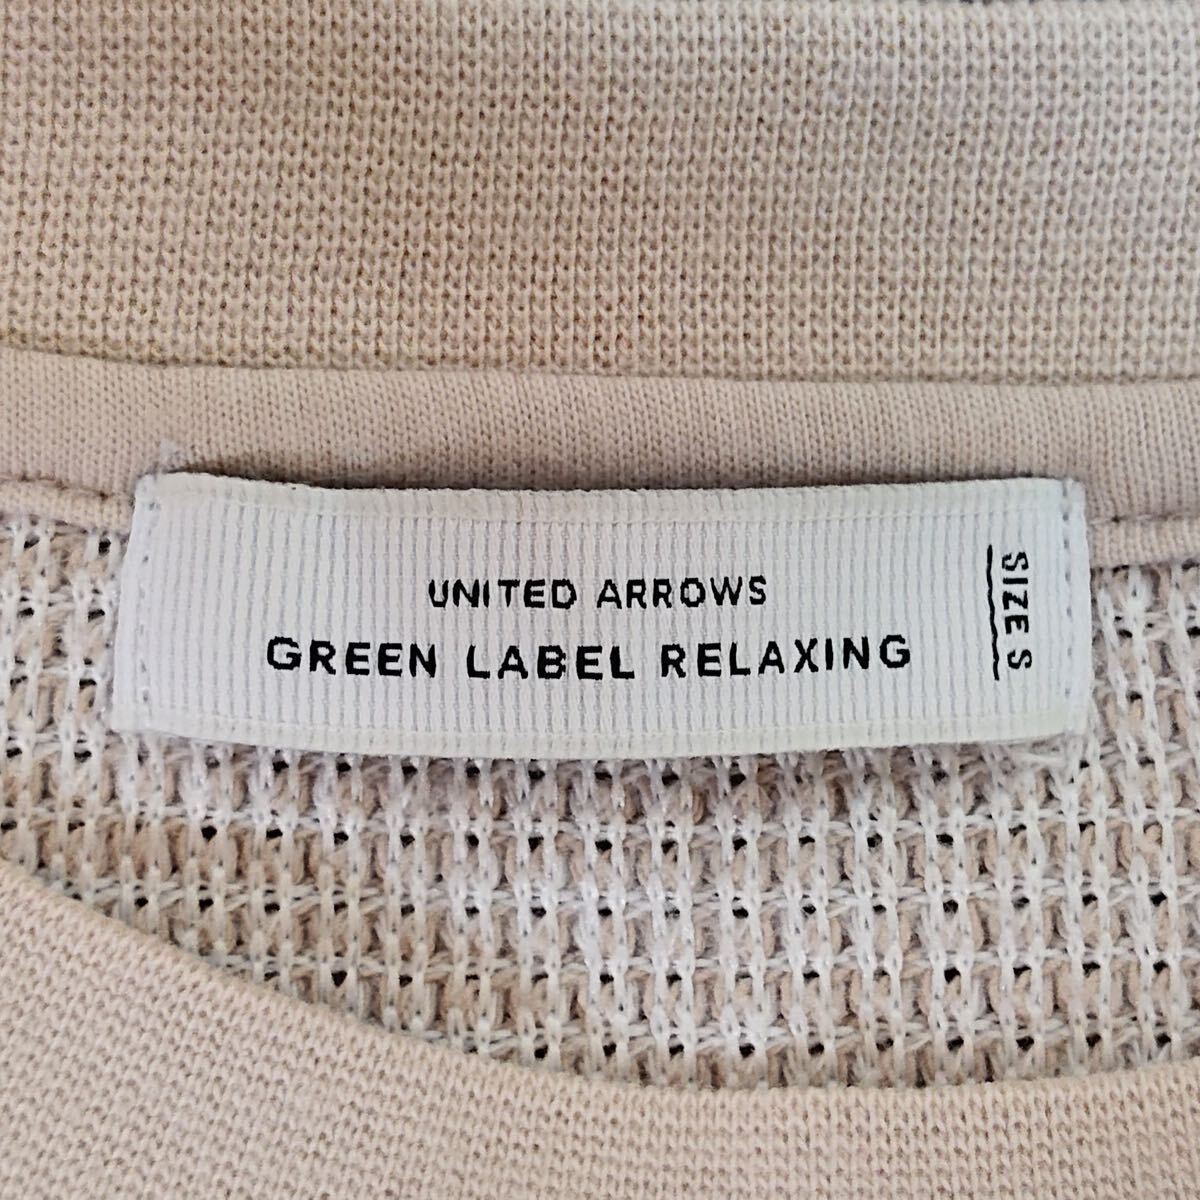 UNITED ARROWS
GREEN LABEL RELAXING
SIZE S